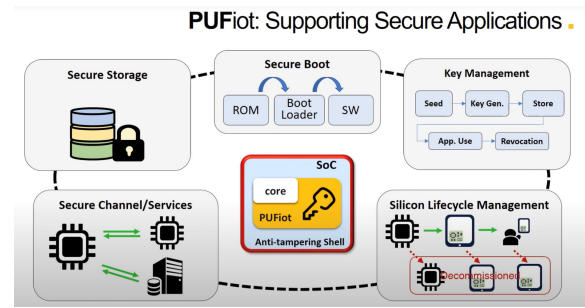 PUFiot: Supporting Secure Applications .
Secure Storage
Secure Boot
ROM
Boot
Loader
SW
Key Management
Seed
Key Gen.
Store
App. Use
Revocation
SoC
core
PUFiot
Anti-tampering Shell
Secure Channel/Services
Silicon Lifecycle Management
Decommissioned